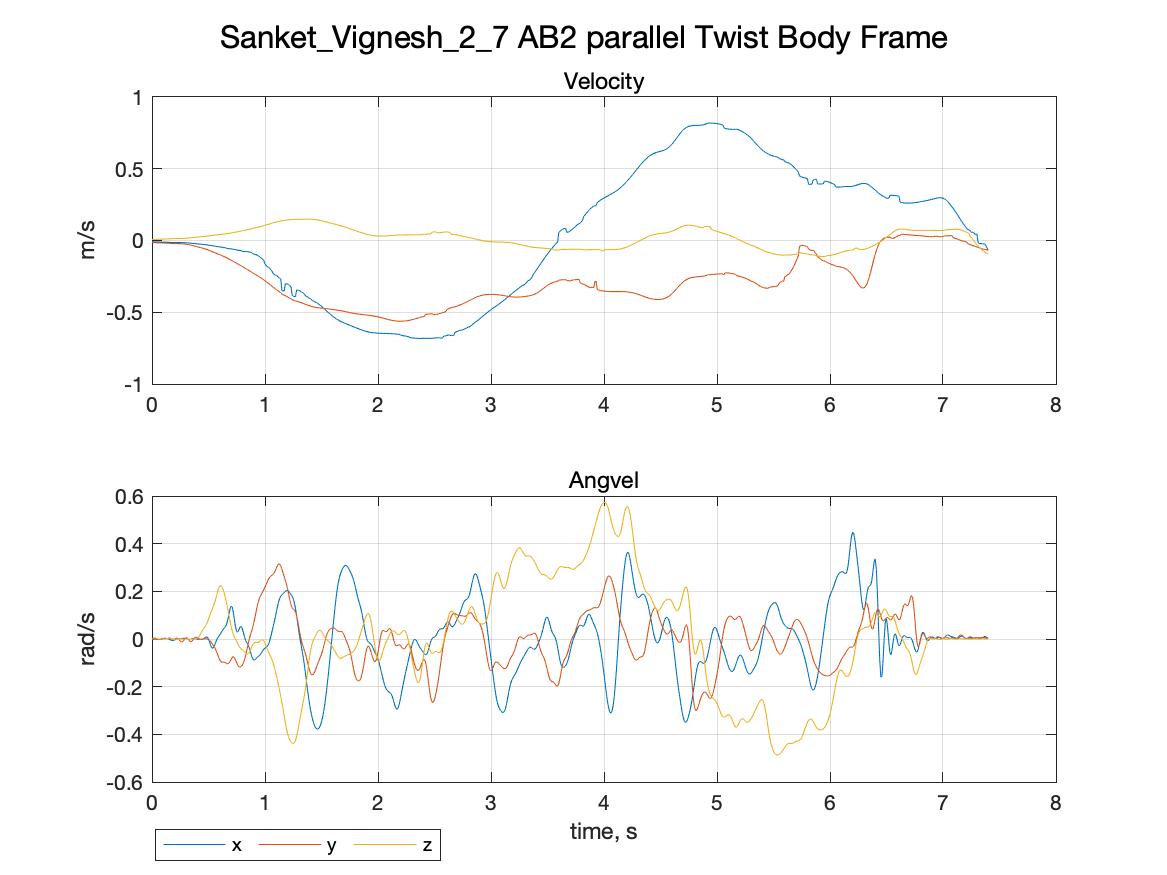 Sanket_Vignesh_2_7 AB2 parallel Twist Body Frame
Velocity
1
0.5
0
-0.5
-1
m/s
0 1 2 3 4 5 6 7 8
Angvel
0.6
0.4
0.2
0
-0.2
-0.4
-0.6
rad/s
0 1 2 3 4 5 6 7 8
time, s
x y z